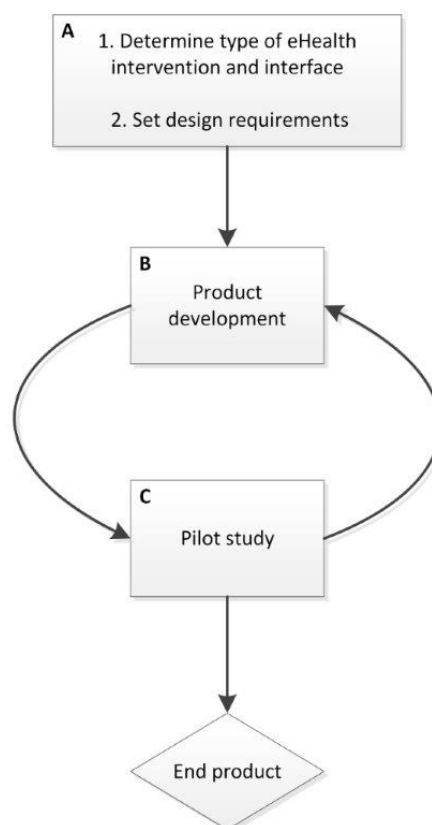 A
1. Determine type of eHealth
intervention and interface
2. Set design requirements
B
Product
development
C
Pilot study
End product